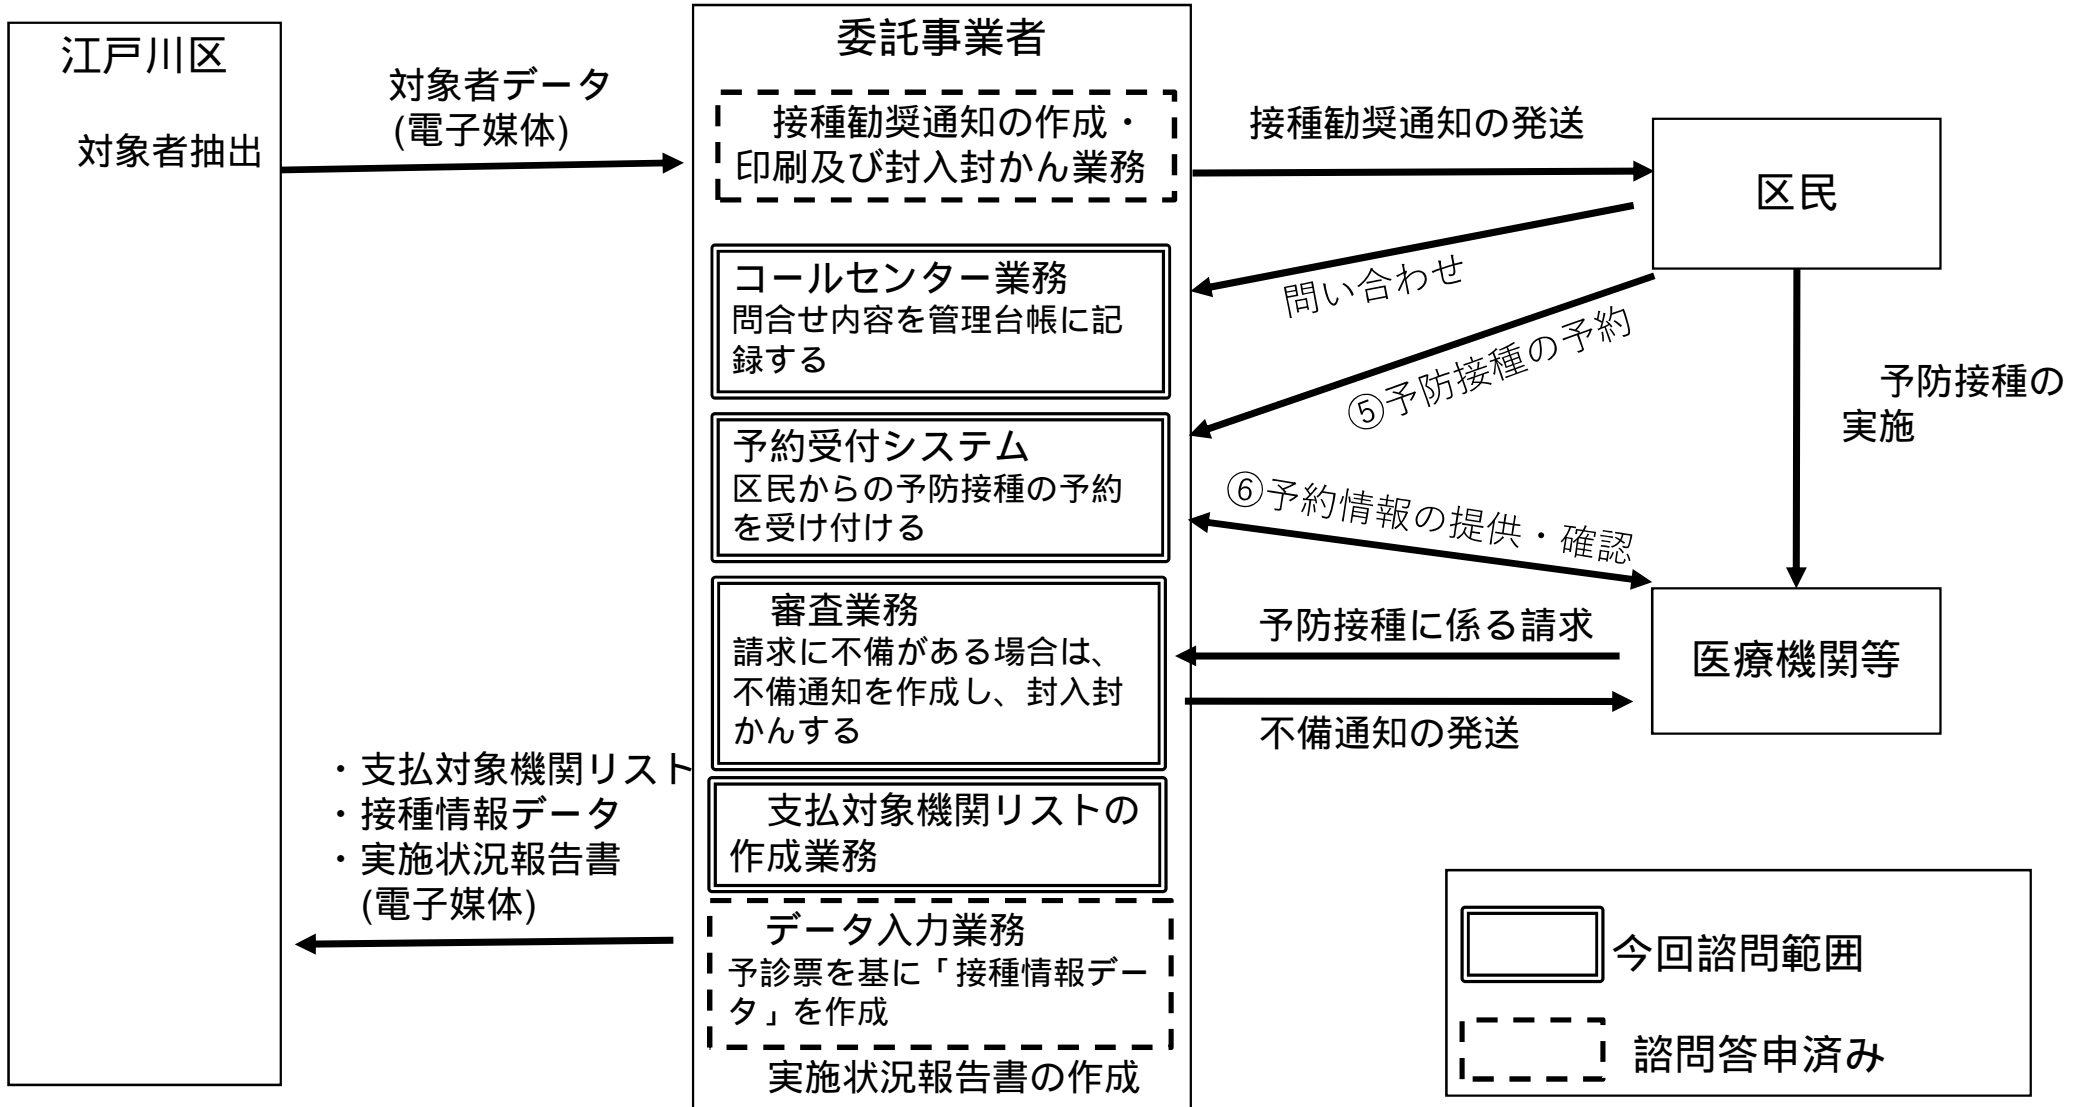 江戸川区
対象者抽出
対象者データ
(電子媒体)
委託事業者
接種勧奨通知の作成・
印刷及び封入封かん業務
コールセンター業務
問合せ内容を管理台帳に記
録する
予約受付システム
区民からの予防接種の予約
を受け付ける
審査業務
請求に不備がある場合は、
不備通知を作成し、封入封
かんする
支払対象機関リストの
作成業務
データ入力業務
予診票を基に「接種情報デー
タ」を作成
実施状況報告書の作成
・支払対象機関リスト
・接種情報データ
・実施状況報告書
(電子媒体)
接種勧奨通知の発送
区民
問い合わせ
⑤予防接種の予約
予防接種の
実施
⑥予約情報の提供・確認
予防接種に係る請求
医療機関等
不備通知の発送
今回諮問範囲
諮問答申済み